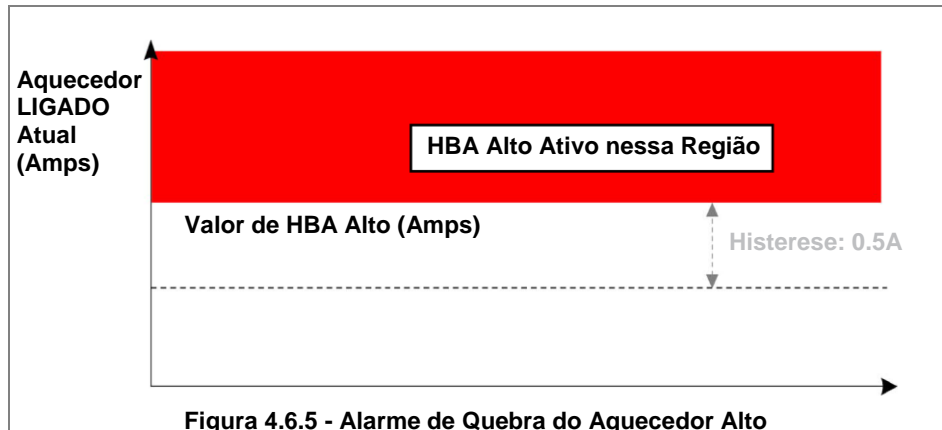 Aquecedor
LIGADO
Atual
(Amps)
HBA Alto Ativo nessa Região
Valor de HBA Alto (Amps)
Histerese: 0.5A
Figura 4.6.5 - Alarme de Quebra do Aquecedor Alto